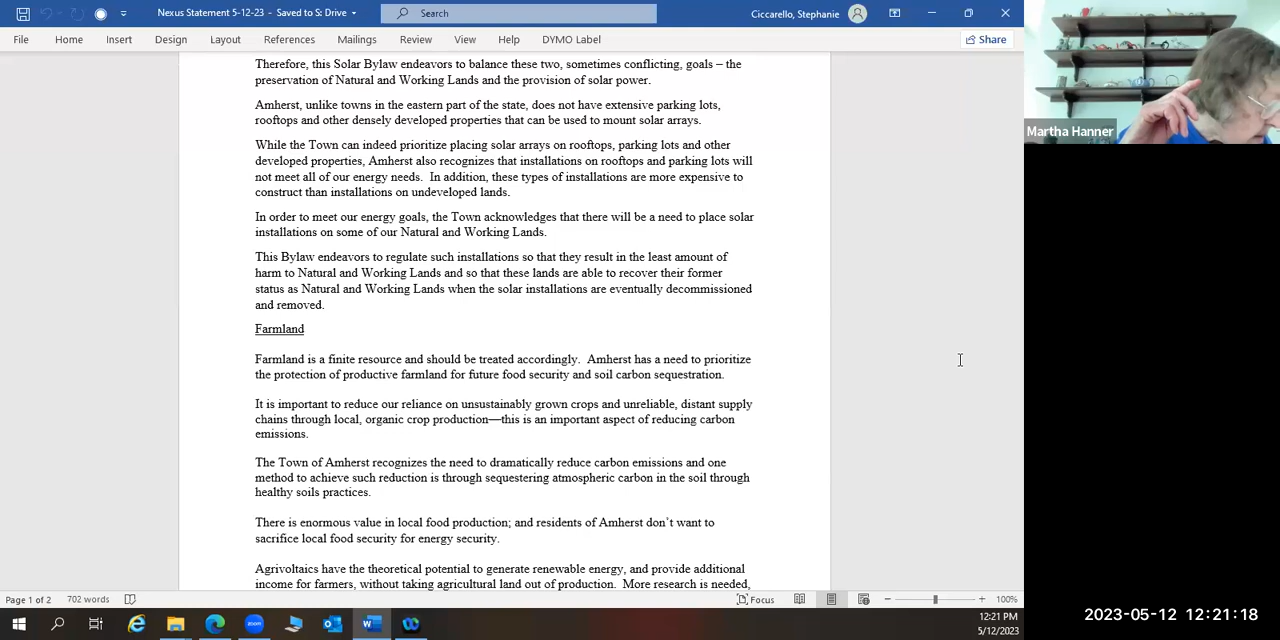 Nexus Statement 5-12-23 - Saved to S: Drive
Search
Ciccarello, Stephanie
File Home Insert Design Layout References Mailings Review View Help DYMO Label
Share
Martha Hanner
Therefore, this Solar Bylaw endeavors to balance these two, sometimes conflicting, goals – the
preservation of Natural and Working Lands and the provision of solar power.
Amherst, unlike towns in the eastern part of the state, does not have extensive parking lots,
rooftops and other densely developed properties that can be used to mount solar arrays.
While the Town can indeed prioritize placing solar arrays on rooftops, parking lots and other
developed properties, Amherst also recognizes that installations on rooftops and parking lots will
not meet all of our energy needs.  In addition, these types of installations are more expensive to
construct than installations on undeveloped lands.
In order to meet our energy goals, the Town acknowledges that there will be a need to place solar
installations on some of our Natural and Working Lands.
This Bylaw endeavors to regulate such installations so that they result in the least amount of
harm to Natural and Working Lands and so that these lands are able to recover their former
status as Natural and Working Lands when the solar installations are eventually decommissioned
and removed.
Farmland
Farmland is a finite resource and should be treated accordingly.  Amherst has a need to prioritize
the protection of productive farmland for future food security and soil carbon sequestration.
It is important to reduce our reliance on unsustainably grown crops and unreliable, distant supply
chains through local, organic crop production—this is an important aspect of reducing carbon
emissions.
The Town of Amherst recognizes the need to dramatically reduce carbon emissions and one
method to achieve such reduction is through sequestering atmospheric carbon in the soil through
healthy soils practices.
There is enormous value in local food production; and residents of Amherst don't want to
sacrifice local food security for energy security.
Agrivoltaics have the theoretical potential to generate renewable energy, and provide additional
income for farmers, without taking agricultural land out of production.  More research is needed,
Page 1 of 2 702 words
Focus
100%
zoom
12:21 PM
5/12/2023
2023-05-12 12:21:18